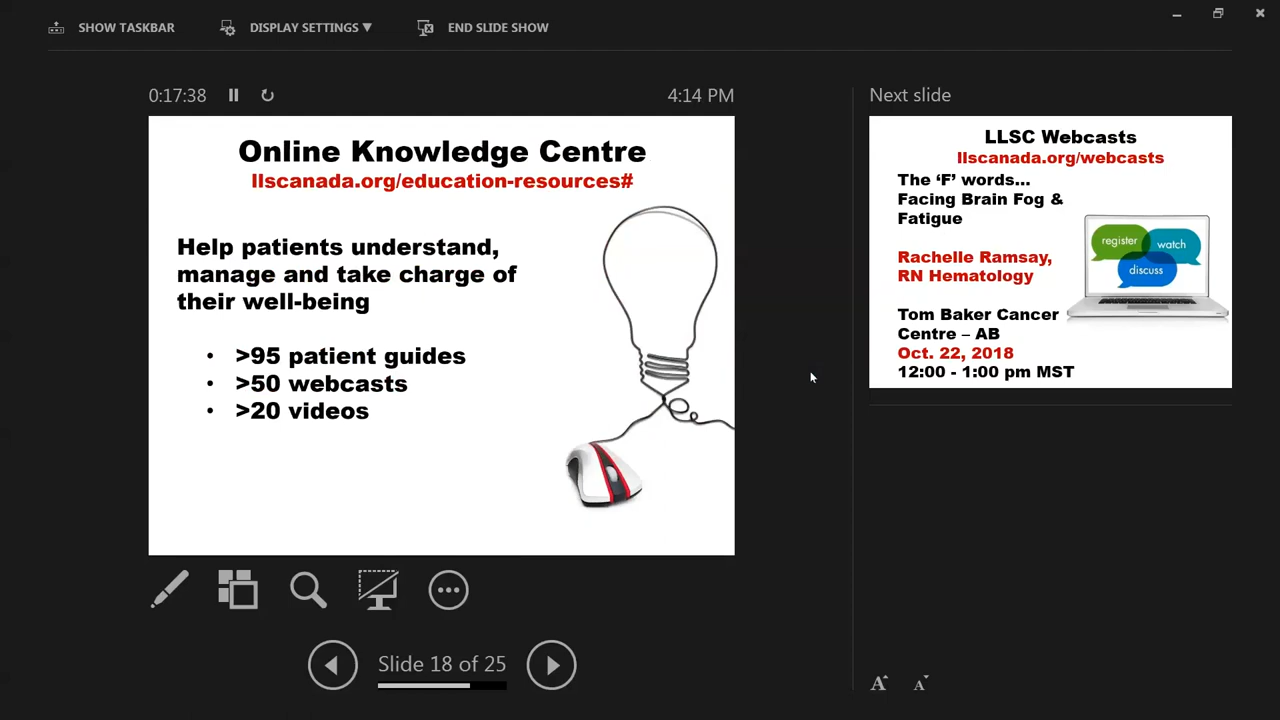 SHOW TASKBAR
DISPLAY SETTINGS ▼
END SLIDE SHOW
0:17:38
4:14 PM
Online Knowledge Centre
llscanada.org/education-resources#
Help patients understand,
manage and take charge of
their well-being
• >95 patient guides
• >50 webcasts
• >20 videos
Next slide
LLSC Webcasts
llscanada.org/webcasts
The ‘F’ words...
Facing Brain Fog &
Fatigue
Rachelle Ramsay,
RN Hematology
Tom Baker Cancer
Centre – AB
Oct. 22, 2018
12:00 - 1:00 pm MST
register
watch
discuss
Slide 18 of 25
A
A